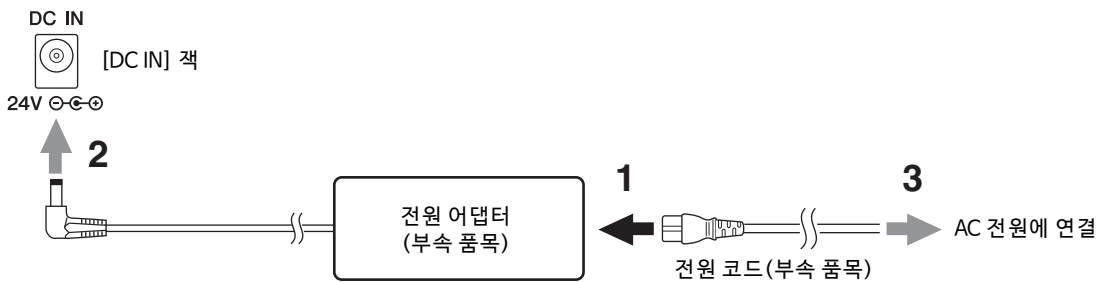 DC IN
[DC IN] 잭
24V
2
1
3
전원 어댑터
(부속 품목)
AC 전원에 연결
전원 코드(부속 품목)